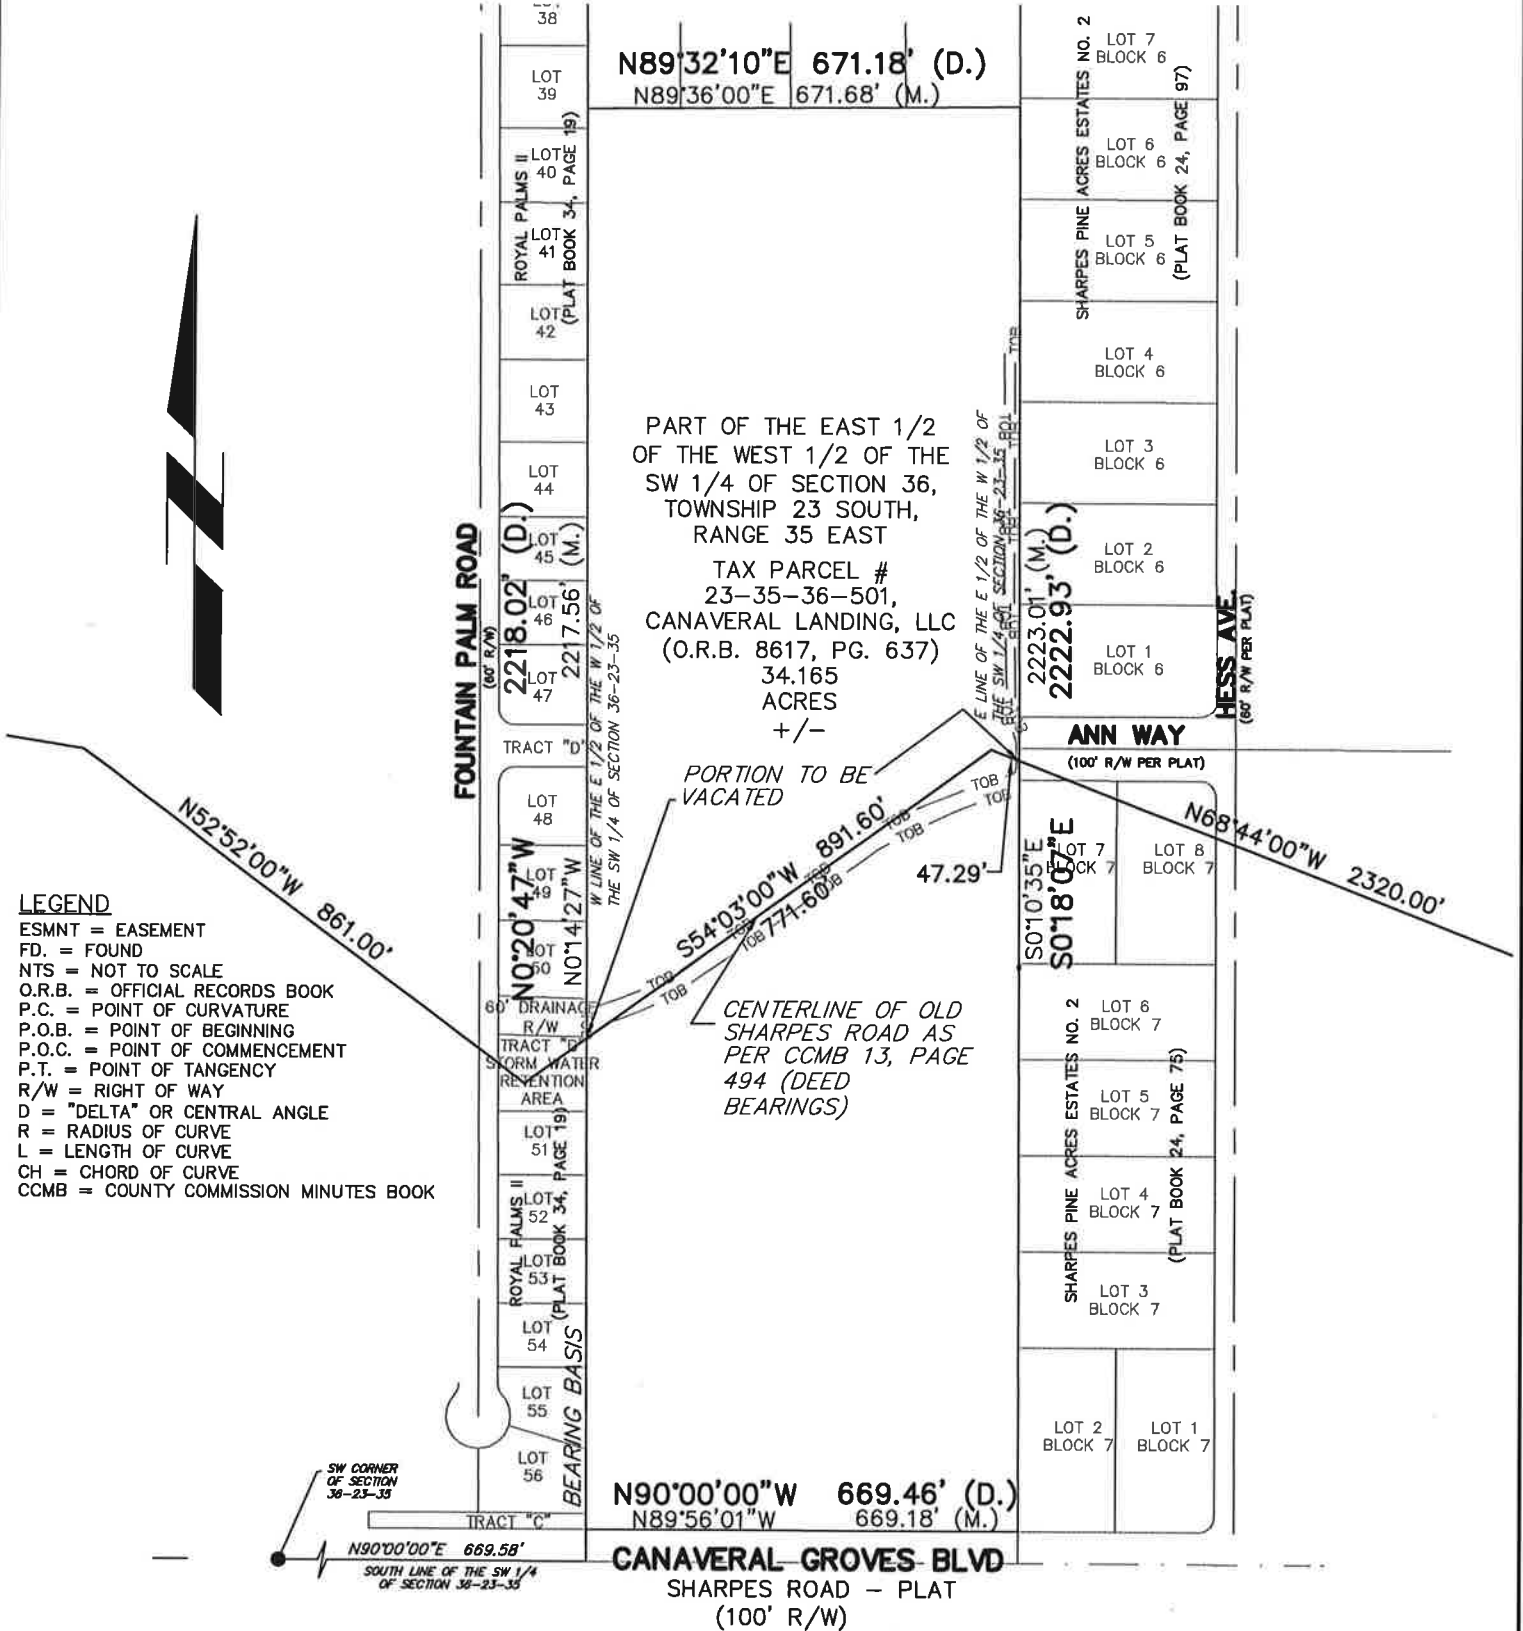 38
LOT
39
LOT
40
LOT
41
LOT
42
LOT
43
LOT
44
LOT
45
LOT
46
LOT
47
TRACT "D"
LOT
48
LOT
49
LOT
50
60' DRAINAGE
R/W
TRACT "B"
STORM WATER
RETENTION
AREA
LOT
51
LOT
52
LOT
53
LOT
54
LOT
55
LOT
56
TRACT "C"
ROYAL PALMS II
(PLAT BOOK 34, PAGE 19)
ROYAL PALMS II
(PLAT BOOK 34, PAGE 19)
FOUNTAIN PALM ROAD
(60' R/W)
2218.02' (D.)
2217.56' (M.)
N0°20'47"W
N0°14'27"W
W LINE OF THE E 1/2 OF THE W 1/2 OF
THE SW 1/4 OF SECTION 36-23-35
BEARING BASIS
N89°32'10"E 671.18' (D.)
N89°36'00"E 671.68' (M.)
PART OF THE EAST 1/2
OF THE WEST 1/2 OF THE
SW 1/4 OF SECTION 36,
TOWNSHIP 23 SOUTH,
RANGE 35 EAST
TAX PARCEL #
23-35-36-501,
CANAVERAL LANDING, LLC
(O.R.B. 8617, PG. 637)
34.165
ACRES
+/-
PORTION TO BE
VACATED
S54°03'00"W 891.60'
771.60'
TOB
TOB
TOB
TOB
TOB
TOB
TOB
TOB
TOB
TOB
TOB
47.29'
CENTERLINE OF OLD
SHARPES ROAD AS
PER CCMB 13, PAGE
494 (DEED
BEARINGS)
E LINE OF THE E 1/2 OF THE W 1/2 OF
THE SW 1/4 OF SECTION 36-23-35
TOB
2223.01' (M.)
2222.93' (D.)
S0°10'35"E
S0°18'07"E
SHARPES PINE ACRES ESTATES NO. 2
(PLAT BOOK 24, PAGE 97)
LOT 7
BLOCK 6
LOT 6
BLOCK 6
LOT 5
BLOCK 6
LOT 4
BLOCK 6
LOT 3
BLOCK 6
LOT 2
BLOCK 6
LOT 1
BLOCK 6
HESS AVE.
(60' R/W PER PLAT)
ANN WAY
(100' R/W PER PLAT)
N68°44'00"W 2320.00'
LOT 7
BLOCK 7
LOT 8
BLOCK 7
LOT 6
BLOCK 7
LOT 5
BLOCK 7
LOT 4
BLOCK 7
LOT 3
BLOCK 7
LOT 2
BLOCK 7
LOT 1
BLOCK 7
SHARPES PINE ACRES ESTATES NO. 2
(PLAT BOOK 24, PAGE 75)
N52°52'00"W 861.00'
LEGEND
ESMNT = EASEMENT
FD. = FOUND
NTS = NOT TO SCALE
O.R.B. = OFFICIAL RECORDS BOOK
P.C. = POINT OF CURVATURE
P.O.B. = POINT OF BEGINNING
P.O.C. = POINT OF COMMENCEMENT
P.T. = POINT OF TANGENCY
R/W = RIGHT OF WAY
D = "DELTA" OR CENTRAL ANGLE
R = RADIUS OF CURVE
L = LENGTH OF CURVE
CH = CHORD OF CURVE
CCMB = COUNTY COMMISSION MINUTES BOOK
SW CORNER
OF SECTION
36-23-35
N90°00'00"E 669.58'
SOUTH LINE OF THE SW 1/4
OF SECTION 36-23-35
N90°00'00"W 669.46' (D.)
N89°56'01"W 669.18' (M.)
CANAVERAL GROVES BLVD
SHARPES ROAD - PLAT
(100' R/W)